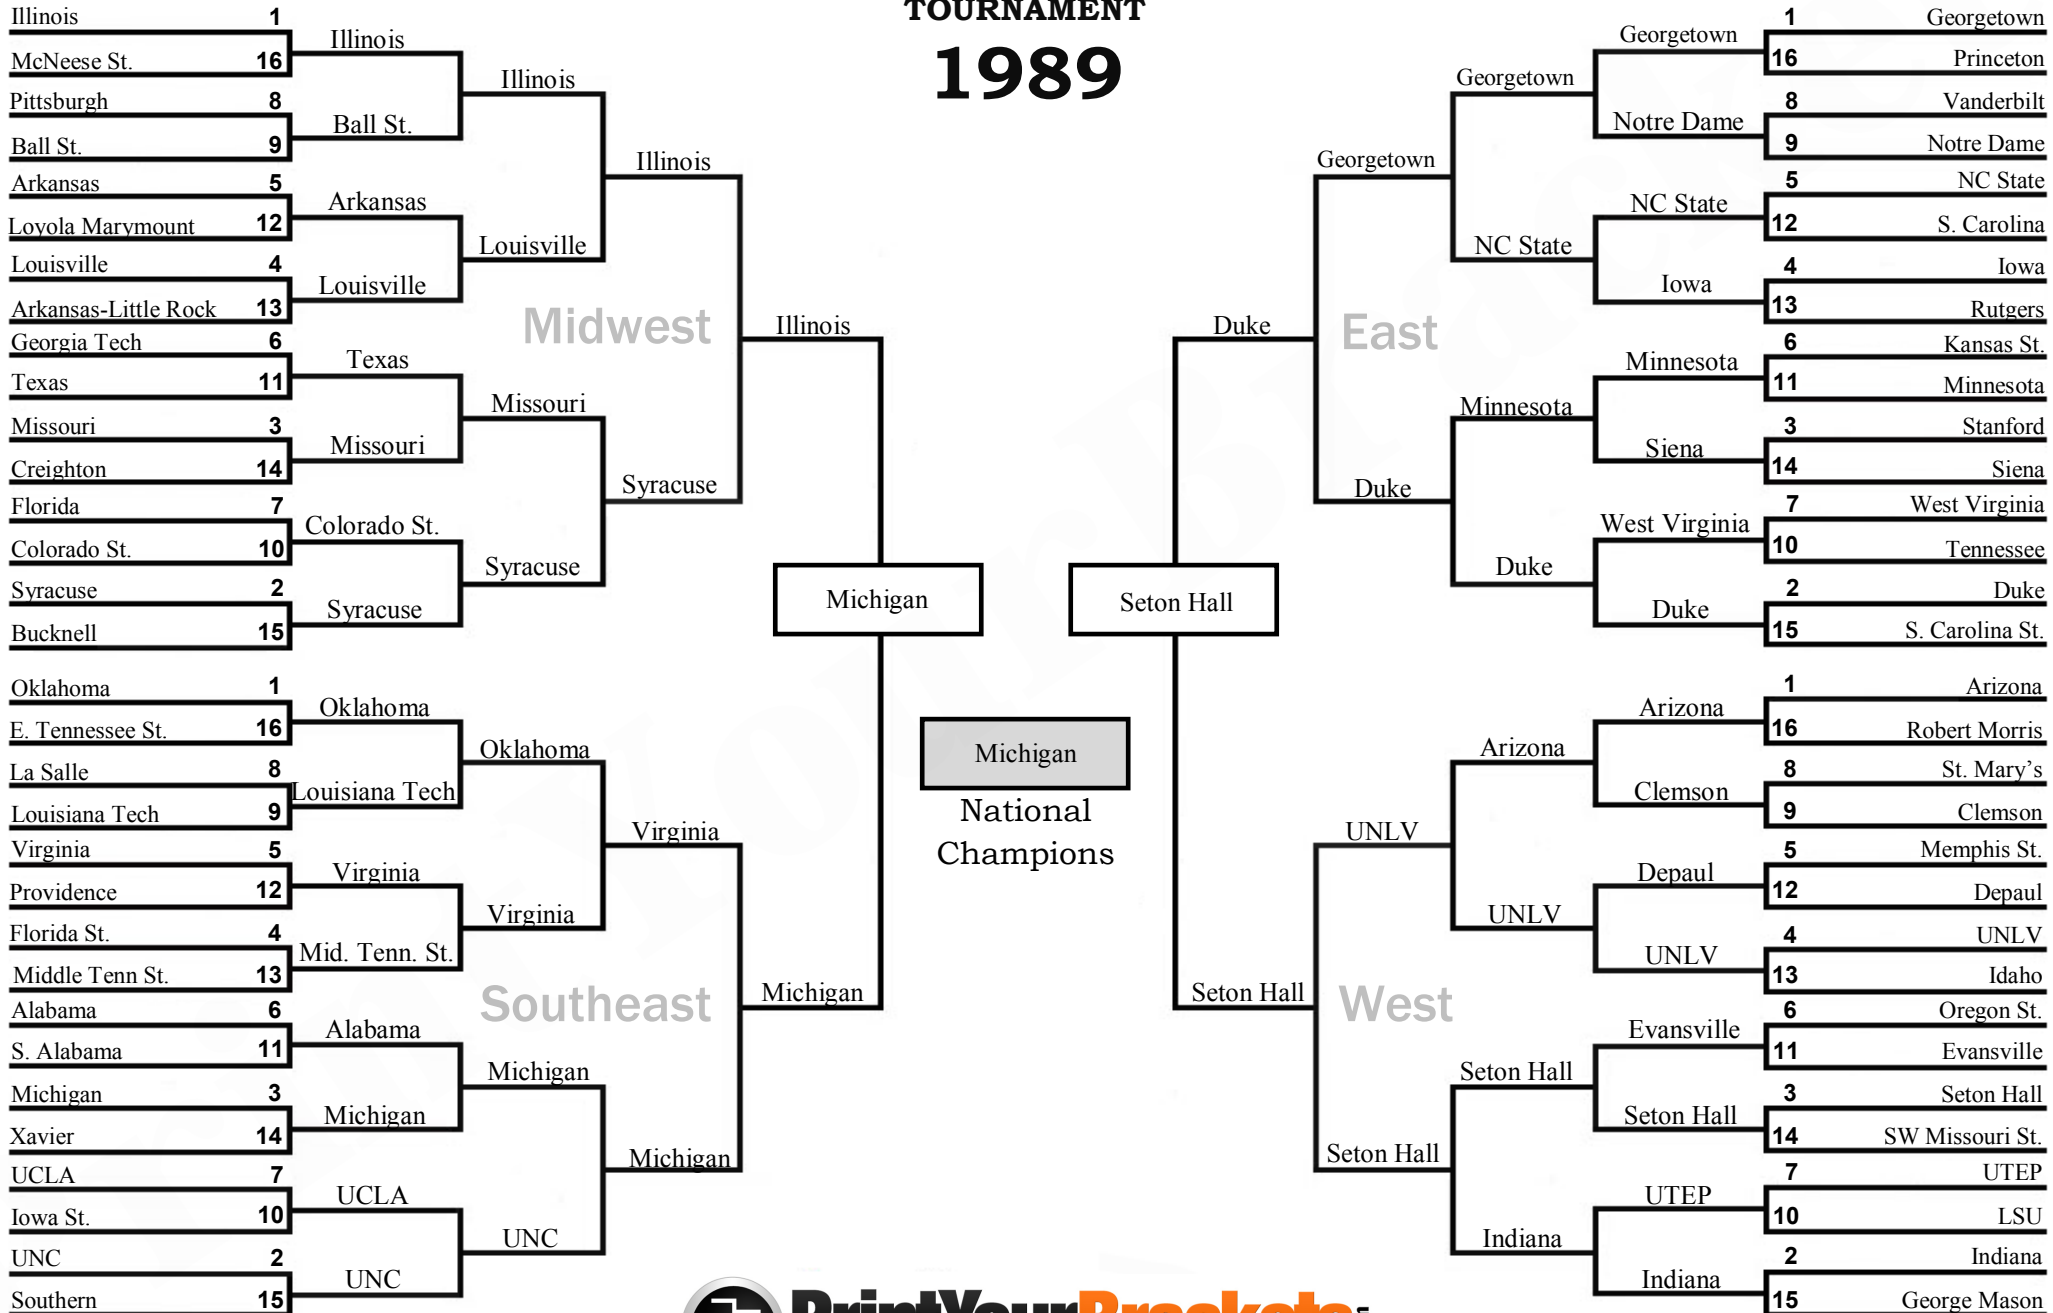 TOURNAMENT
1989
Illinois 1
McNeese St. 16
Pittsburgh 8
Ball St. 9
Arkansas 5
Loyola Marymount 12
Louisville 4
Arkansas-Little Rock 13
Georgia Tech 6
Texas 11
Missouri 3
Creighton 14
Florida 7
Colorado St. 10
Syracuse 2
Bucknell 15
Illinois
Ball St.
Arkansas
Louisville
Texas
Missouri
Colorado St.
Syracuse
Illinois
Louisville
Missouri
Syracuse
Illinois
Syracuse
Midwest
Illinois
Oklahoma 1
E. Tennessee St. 16
La Salle 8
Louisiana Tech 9
Virginia 5
Providence 12
Florida St. 4
Middle Tenn St. 13
Alabama 6
S. Alabama 11
Michigan 3
Xavier 14
UCLA 7
Iowa St. 10
UNC 2
Southern 15
Oklahoma
Louisiana Tech
Virginia
Mid. Tenn. St.
Alabama
Michigan
UCLA
UNC
Oklahoma
Virginia
Michigan
UNC
Virginia
Michigan
Southeast
Michigan
Michigan
Seton Hall
Michigan
National
Champions
1 Georgetown
16 Princeton
8 Vanderbilt
9 Notre Dame
5 NC State
12 S. Carolina
4 Iowa
13 Rutgers
6 Kansas St.
11 Minnesota
3 Stanford
14 Siena
7 West Virginia
10 Tennessee
2 Duke
15 S. Carolina St.
Georgetown
Notre Dame
NC State
Iowa
Minnesota
Siena
West Virginia
Duke
Georgetown
NC State
Minnesota
Duke
Georgetown
Duke
East
Duke
1 Arizona
16 Robert Morris
8 St. Mary’s
9 Clemson
5 Memphis St.
12 Depaul
4 UNLV
13 Idaho
6 Oregon St.
11 Evansville
3 Seton Hall
14 SW Missouri St.
7 UTEP
10 LSU
2 Indiana
15 George Mason
Arizona
Clemson
Depaul
UNLV
Evansville
Seton Hall
UTEP
Indiana
Arizona
UNLV
Seton Hall
Indiana
UNLV
Seton Hall
West
Seton Hall
PrintYourBrackets